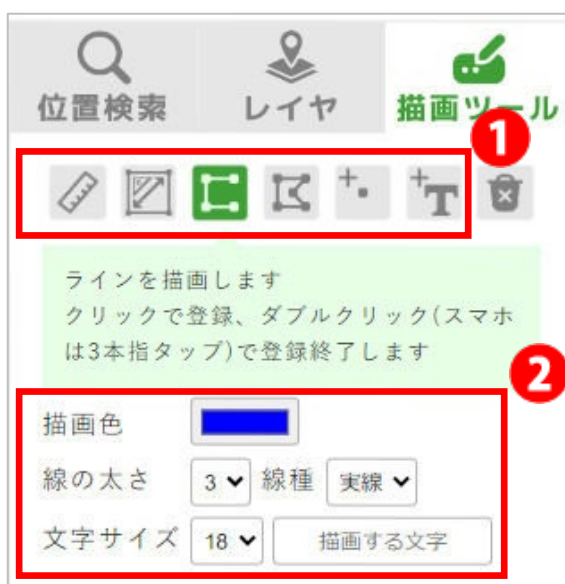 位置検索 レイヤ 描画ツール
1
T
ラインを描画します
クリックで登録、ダブルクリック(スマホ
は3本指タップ)で登録終了します
2
描画色
線の太さ 3 線種 実線
文字サイズ 18 描画する文字